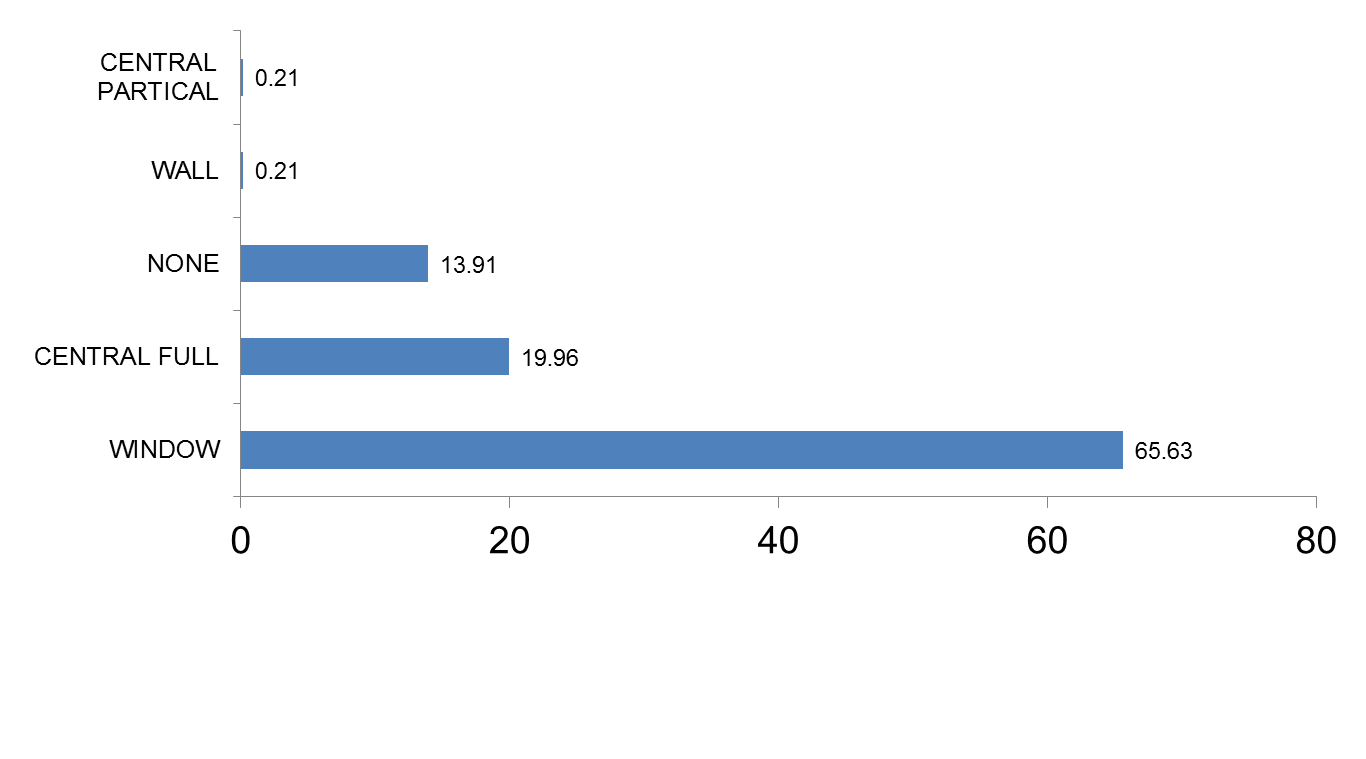 CENTRAL
PARTICAL
0.21
WALL
0.21
NONE
13.91
CENTRAL FULL
19.96
WINDOW
65.63
0
20
40
60
80